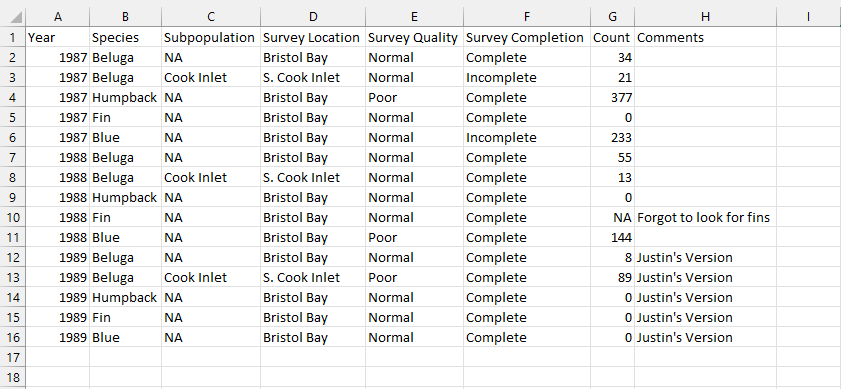 A B C D E F G H I
1 Year Species Subpopulation Survey Location Survey Quality Survey Completion Count Comments
2 1987 Beluga NA Bristol Bay Normal Complete 34
3 1987 Beluga Cook Inlet S. Cook Inlet Normal Incomplete 21
4 1987 Humpback NA Bristol Bay Poor Complete 377
5 1987 Fin NA Bristol Bay Normal Complete 0
6 1987 Blue NA Bristol Bay Normal Incomplete 233
7 1988 Beluga NA Bristol Bay Normal Complete 55
8 1988 Beluga Cook Inlet S. Cook Inlet Normal Complete 13
9 1988 Humpback NA Bristol Bay Normal Complete 0
10 1988 Fin NA Bristol Bay Normal Complete NA Forgot to look for fins
11 1988 Blue NA Bristol Bay Poor Complete 144
12 1989 Beluga NA Bristol Bay Normal Complete 8 Justin's Version
13 1989 Beluga Cook Inlet S. Cook Inlet Poor Complete 89 Justin's Version
14 1989 Humpback NA Bristol Bay Normal Complete 0 Justin's Version
15 1989 Fin NA Bristol Bay Normal Complete 0 Justin's Version
16 1989 Blue NA Bristol Bay Normal Complete 0 Justin's Version
17
18